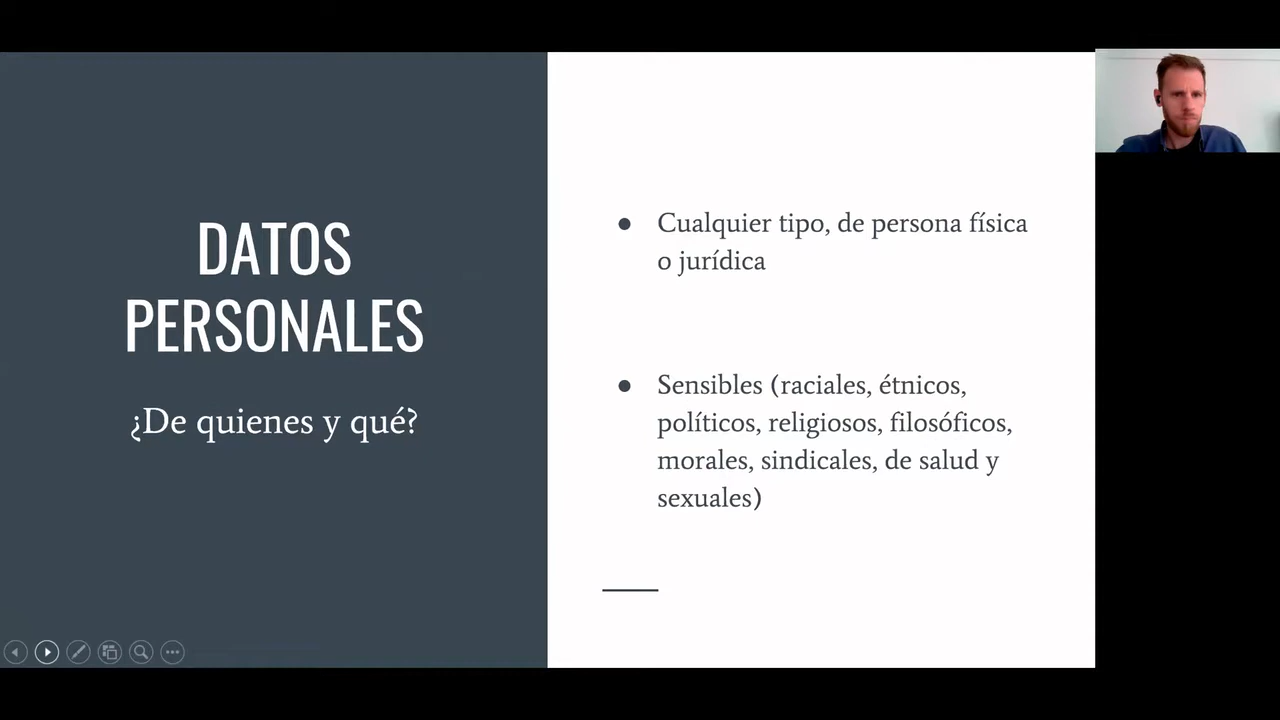 DATOS
PERSONALES
¿De quienes y qué?
● Cualquier tipo, de persona física
o jurídica
● Sensibles (raciales, étnicos,
políticos, religiosos, filosóficos,
morales, sindicales, de salud y
sexuales)